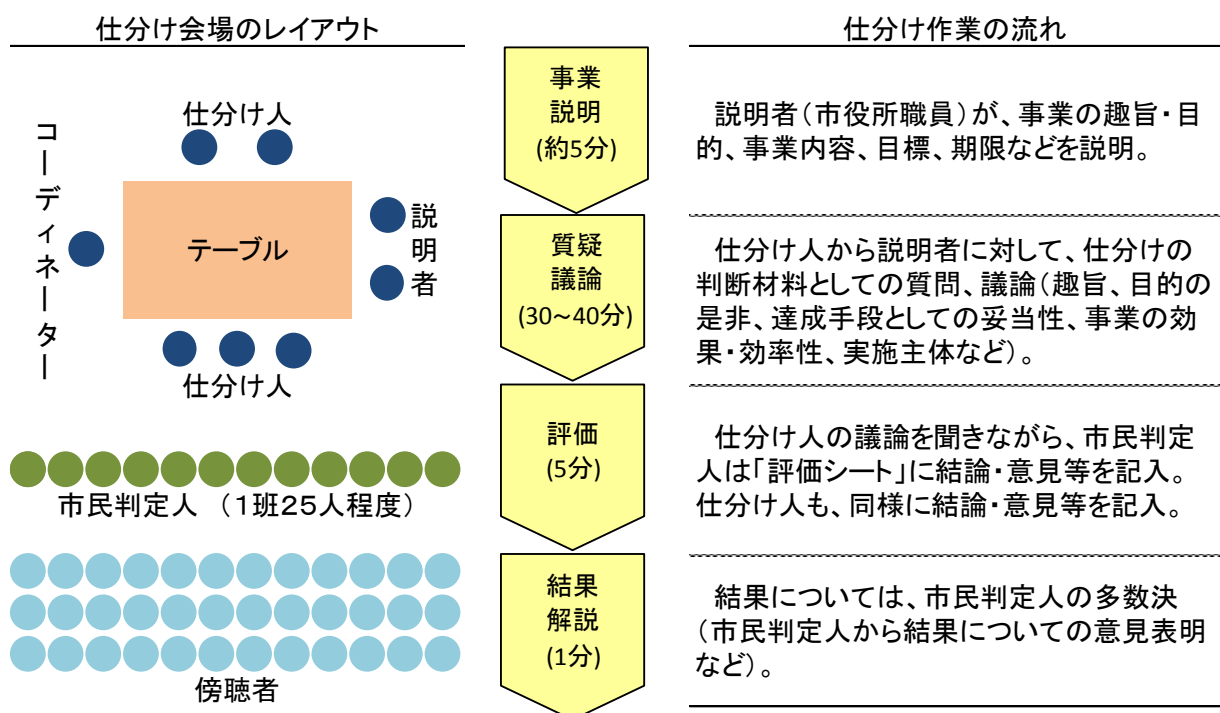 仕分け会場のレイアウト
仕分け人
コーディネーター
テーブル
説明者
仕分け人
市民判定人 (1班25人程度)
傍聴者
事業
説明
(約5分)
質疑
議論
(30~40分)
評価
(5分)
結果
解説
(1分)
仕分け作業の流れ
説明者(市役所職員)が、事業の趣旨・目
的、事業内容、目標、期限などを説明。
仕分け人から説明者に対して、仕分けの
判断材料としての質問、議論(趣旨、目的の
是非、達成手段としての妥当性、事業の効
果・効率性、実施主体など)。
仕分け人の議論を聞きながら、市民判定
人は「評価シート」に結論・意見等を記入。
仕分け人も、同様に結論・意見等を記入。
結果については、市民判定人の多数決
(市民判定人から結果についての意見表明
など)。